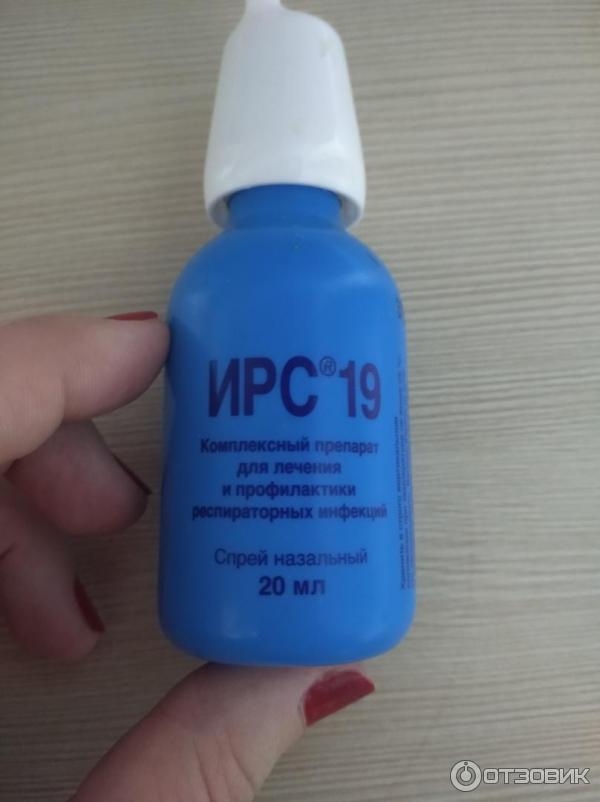 ИРС® 19
Комплексный препарат
для лечения
и профилактики
респираторных инфекций
Спрей назальный
20 мл
ОТЗОВИК